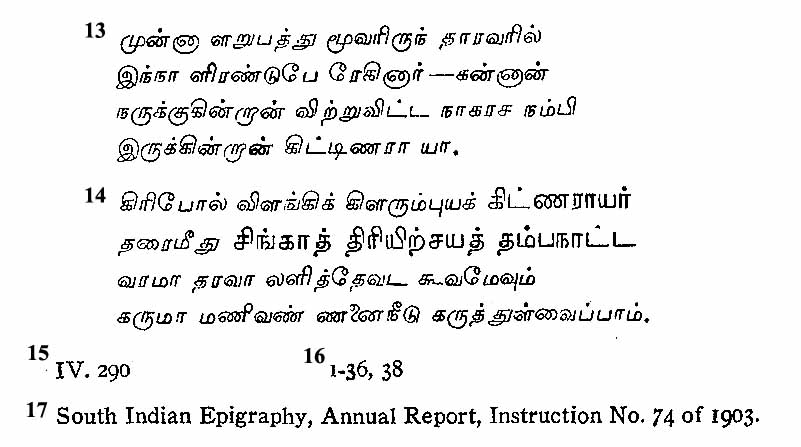 13 முன்னா ளறுபத்து மூவரிருந் தாரவரில்
இந்நா ளிரண்டுபே ரேகினார்—கன்னான்
நருக்குகின்றான் விற்றுவிட்ட நாகரச நம்பி
இருக்கின்றான் கிட்டிணரா யா.
14 கிரிபோல் விளங்கிக் கிளரும்புயக் கிட்ணராயர்
தரைமீது சிங்காத் திரியிற்சயத் தம்பநாட்ட
வரமா தரவா லளித்தேவட கூவமேவும்
கருமா மணிவண் ணனைநீடு கருத்துள்வைப்பாம்.
15 IV. 290 16 1-36, 38
17 South Indian Epigraphy, Annual Report, Instruction No. 74 of 1903.